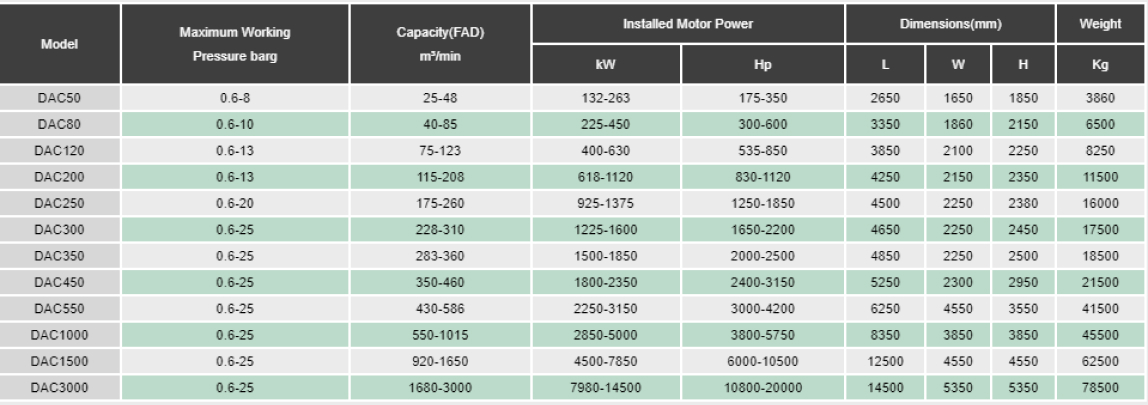 Model Maximum Working Pressure barg Capacity(FAD) m³/min Installed Motor Power Dimensions(mm) Weight
kW Hp L W H Kg
DAC50 0.6-8 25-48 132-263 175-350 2650 1650 1850 3860
DAC80 0.6-10 40-85 225-450 300-600 3350 1860 2150 6500
DAC120 0.6-13 75-123 400-630 535-850 3850 2100 2250 8250
DAC200 0.6-13 115-208 618-1120 830-1120 4250 2150 2350 11500
DAC250 0.6-20 175-260 925-1375 1250-1850 4500 2250 2380 16000
DAC300 0.6-25 228-310 1225-1600 1650-2200 4650 2250 2450 17500
DAC350 0.6-25 283-360 1500-1850 2000-2500 4850 2250 2500 18500
DAC450 0.6-25 350-460 1800-2350 2400-3150 5250 2300 2950 21500
DAC550 0.6-25 430-586 2250-3150 3000-4200 6250 4550 3550 41500
DAC1000 0.6-25 550-1015 2850-5000 3800-5750 8350 3850 3850 45500
DAC1500 0.6-25 920-1650 4500-7850 6000-10500 12500 4550 4550 62500
DAC3000 0.6-25 1680-3000 7980-14500 10800-20000 14500 5350 5350 78500